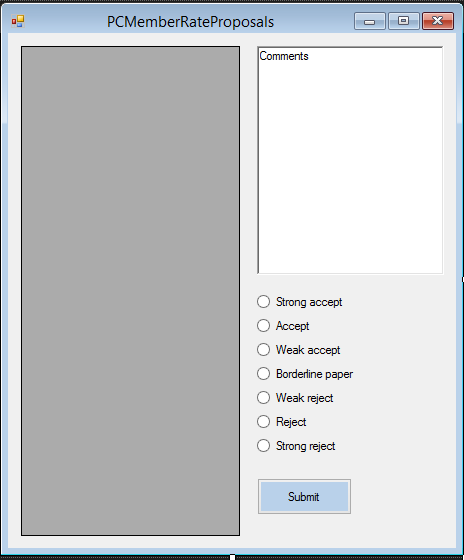 PCMemberRateProposals
Comments
Strong accept
Accept
Weak accept
Borderline paper
Weak reject
Reject
Strong reject
Submit